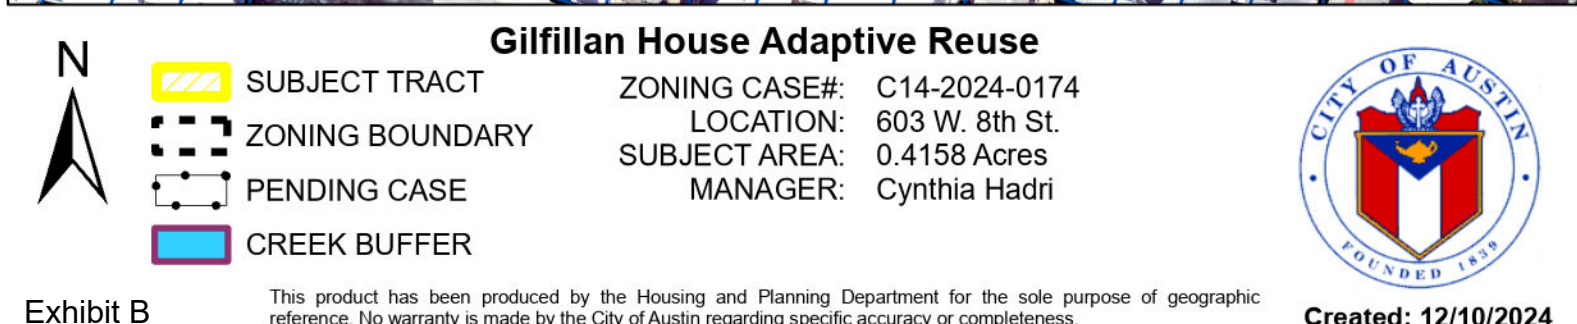 Gilfillan House Adaptive Reuse
N
SUBJECT TRACT
ZONING BOUNDARY
PENDING CASE
CREEK BUFFER
ZONING CASE#: C14-2024-0174
LOCATION: 603 W. 8th St.
SUBJECT AREA: 0.4158 Acres
MANAGER: Cynthia Hadri
CITY OF AUSTIN
FOUNDED 1839
Exhibit B
This product has been produced by the Housing and Planning Department for the sole purpose of geographic
reference. No warranty is made by the City of Austin regarding specific accuracy or completeness.
Created: 12/10/2024